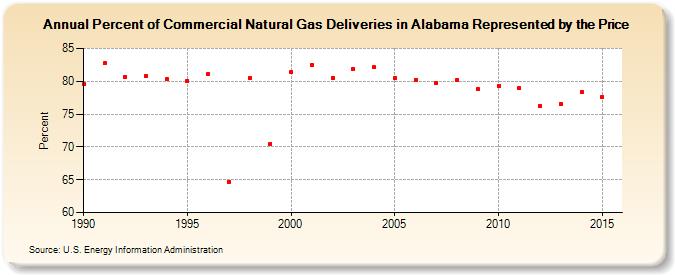 Annual Percent of Commercial Natural Gas Deliveries in Alabama Represented by the Price
Percent
85
80
75
70
65
60
1990 1995 2000 2005 2010 2015
Source: U.S. Energy Information Administration